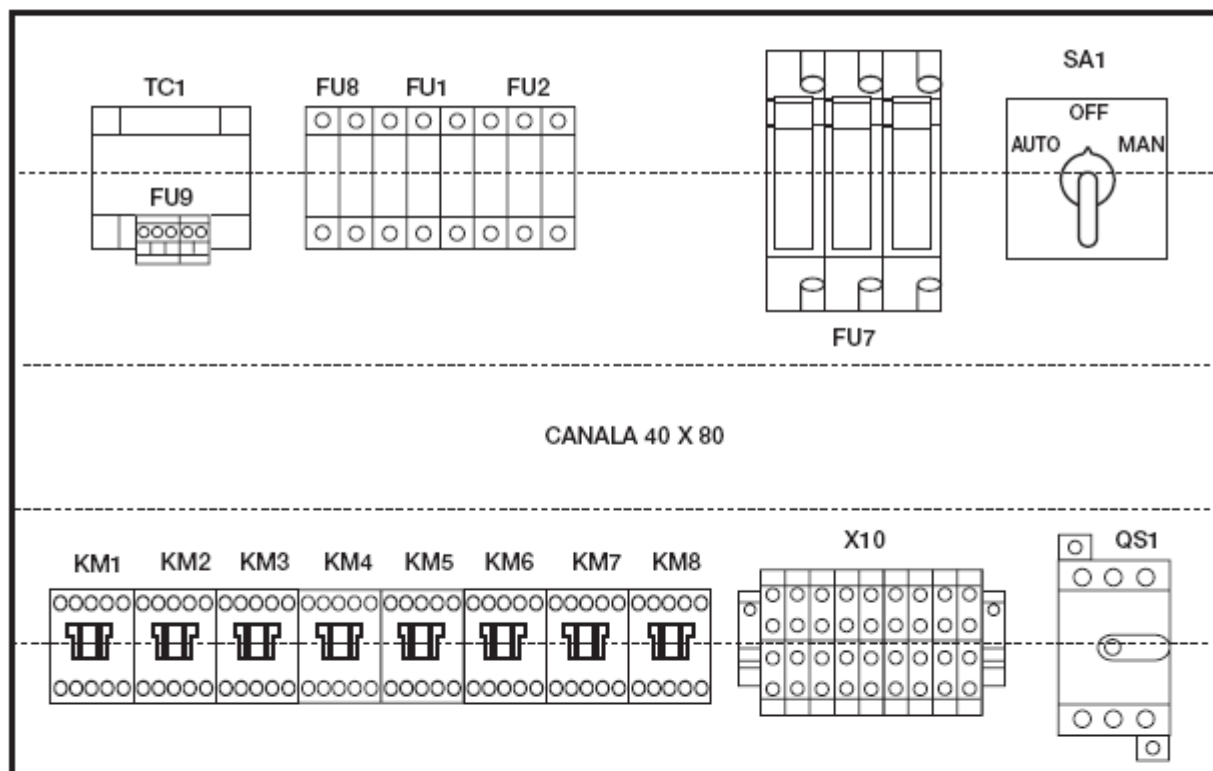 TC1
FU8
FU1
FU2
SA1
OFF
AUTO
MAN
FU9
FU7
CANALA 40 X 80
KM1
KM2
KM3
KM4
KM5
KM6
KM7
KM8
X10
QS1